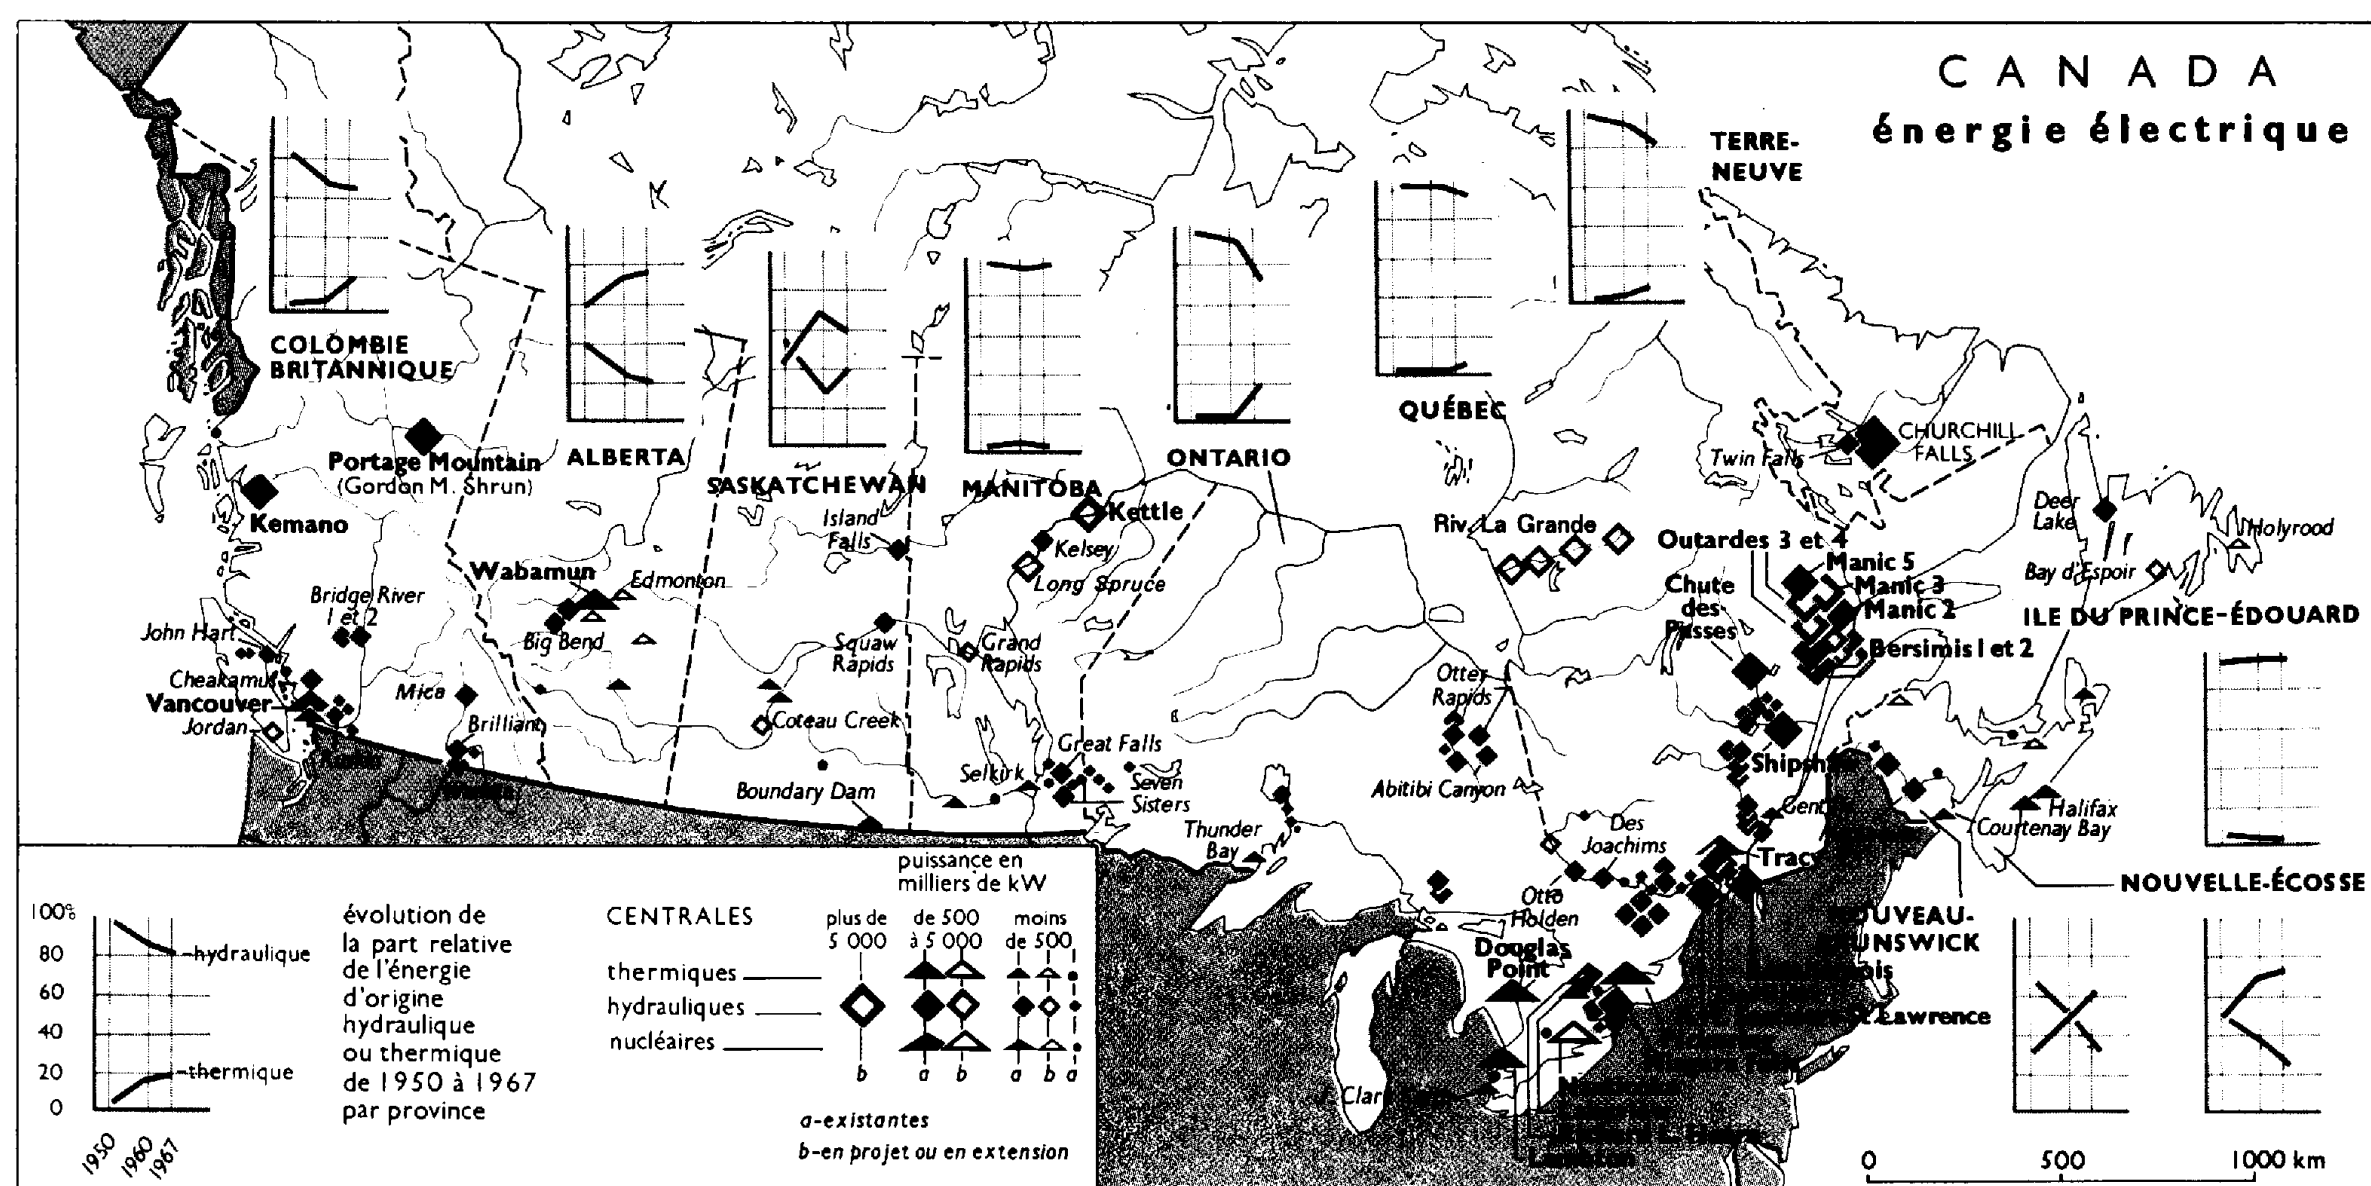 CANADA
énergie électrique
TERRE-
NEUVE
COLOMBIE
BRITANNIQUE
ALBERTA
SASKATCHEWAN
MANITOBA
ONTARIO
QUÉBEC
CHURCHILL
FALLS
Twin Falls
Portage Mountain
(Gordon M. Shrun)
Kemano
Island
Falls
Kettle
Kelsey
Long Spruce
Riv. La Grande
Outardes 3 et 4
Manic 5
Manic 3
Manic 2
Chute
des
Passes
Bersimis 1 et 2
Deer
Lake
Holyrood
Bay d'Espoir
ILE DU PRINCE-ÉDOUARD
Wabamun
Edmonton
Big Bend
Bridge River
1 et 2
John Hart
Cheakamus
Vancouver
Jordan
Mica
Brilliant
Squaw
Rapids
Grand
Rapids
Coteau Creek
Boundary Dam
Selkirk
Great Falls
Seven
Sisters
Otter
Rapids
Abitibi Canyon
Thunder
Bay
Des
Joachims
Otto
Holden
Tracy
Halifax
Courtenay Bay
NOUVELLE-ÉCOSSE
NOUVEAU-
BRUNSWICK
Douglas
Point
Lawrence
Lambton
puissance en
milliers de kW
CENTRALES
plus de
5 000
de 500
à 5 000
moins
de 500
thermiques
hydrauliques
nucléaires
b
a
b
a
b
a
a-existantes
b-en projet ou en extension
100%
80
60
40
20
0
hydraulique
thermique
1950
1960
1967
évolution de
la part relative
de l'énergie
d'origine
hydraulique
ou thermique
de 1950 à 1967
par province
0
500
1000 km